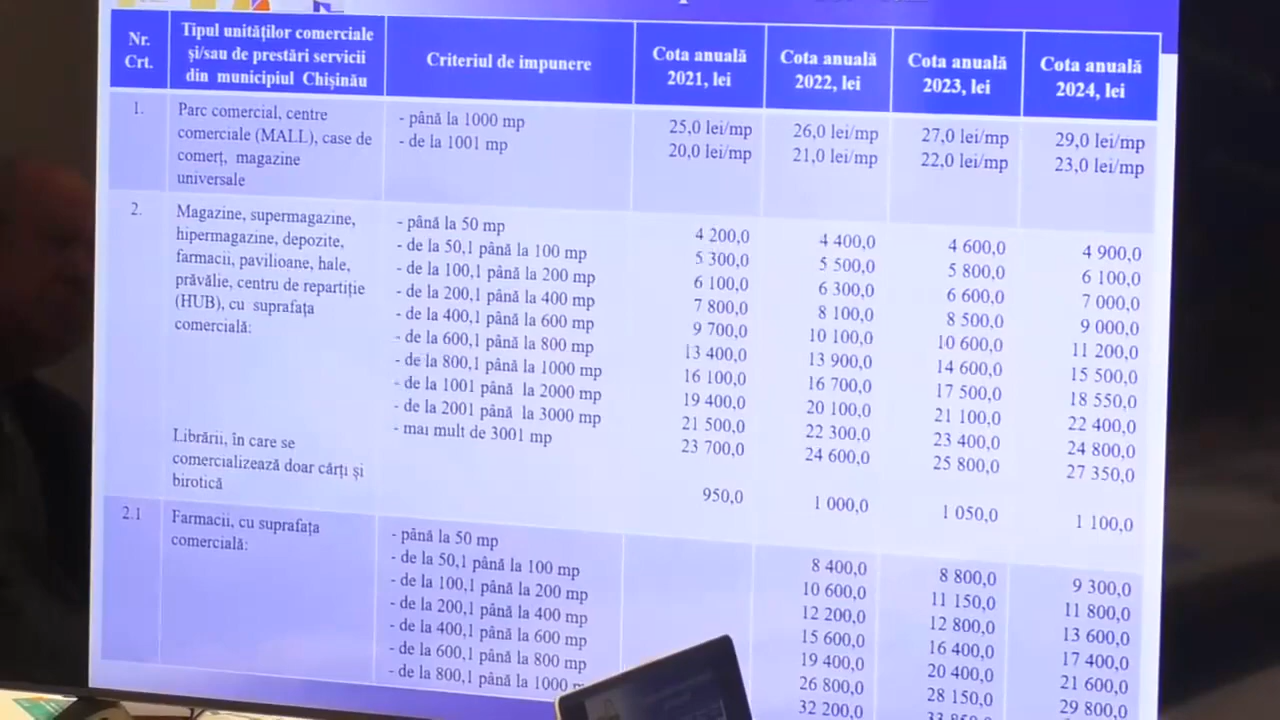 Nr. Crt. | Tipul unităților comerciale și/sau de prestări servicii din municipiul Chișinău | Criteriul de impunere | Cota anuală 2021, lei | Cota anuală 2022, lei | Cota anuală 2023, lei | Cota anuală 2024, lei
1. Parc comercial, centre
comerciale (MALL), case de
comerț, magazine
universale
- până la 1000 mp 25,0 lei/mp 26,0 lei/mp 27,0 lei/mp 29,0 lei/mp
- de la 1001 mp 20,0 lei/mp 21,0 lei/mp 22,0 lei/mp 23,0 lei/mp
2. Magazine, supermagazine,
hipermagazine, depozite,
farmacii, pavilioane, hale,
prăvălie, centru de repartiție
(HUB), cu suprafața
comercială:
- până la 50 mp 4 200,0 4 400,0 4 600,0 4 900,0
- de la 50,1 până la 100 mp 5 300,0 5 500,0 5 800,0 6 100,0
- de la 100,1 până la 200 mp 6 100,0 6 300,0 6 600,0 7 000,0
- de la 200,1 până la 400 mp 7 800,0 8 100,0 8 500,0 9 000,0
- de la 400,1 până la 600 mp 9 700,0 10 100,0 10 600,0 11 200,0
- de la 600,1 până la 800 mp 13 400,0 13 900,0 14 600,0 15 500,0
- de la 800,1 până la 1000 mp 16 100,0 16 700,0 17 500,0 18 550,0
- de la 1001 până la 2000 mp 19 400,0 20 100,0 21 100,0 22 400,0
- de la 2001 până la 3000 mp 21 500,0 22 300,0 23 400,0 24 800,0
- mai mult de 3001 mp 23 700,0 24 600,0 25 800,0 27 350,0
Librării, în care se
comercializează doar cărți și
birotică
950,0 1 000,0 1 050,0 1 100,0
2.1 Farmacii, cu suprafața
comercială:
- până la 50 mp 8 400,0 8 800,0 9 300,0
- de la 50,1 până la 100 mp 10 600,0 11 150,0 11 800,0
- de la 100,1 până la 200 mp 12 200,0 12 800,0 13 600,0
- de la 200,1 până la 400 mp 15 600,0 16 400,0 17 400,0
- de la 400,1 până la 600 mp 19 400,0 20 400,0 21 600,0
- de la 600,1 până la 800 mp 26 800,0 28 150,0 29 800,0
- de la 800,1 până la 1000 32 200,0